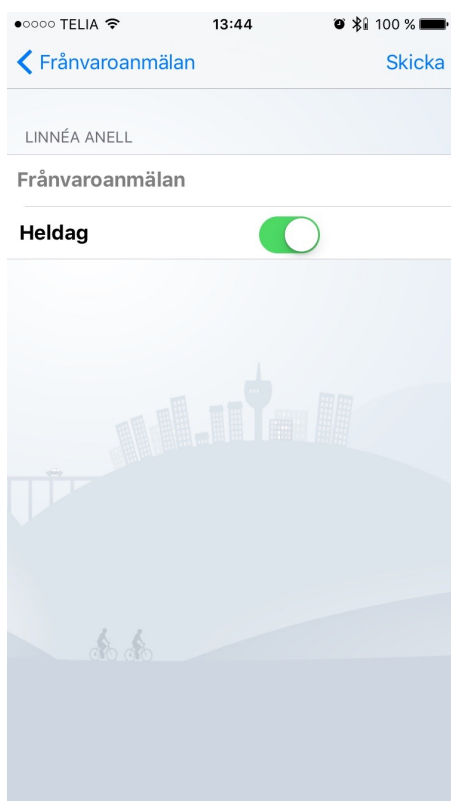 TELIA 13:44 100 %
Frånvaroanmälan Skicka
LINNÉA ANELL
Frånvaroanmälan
Heldag